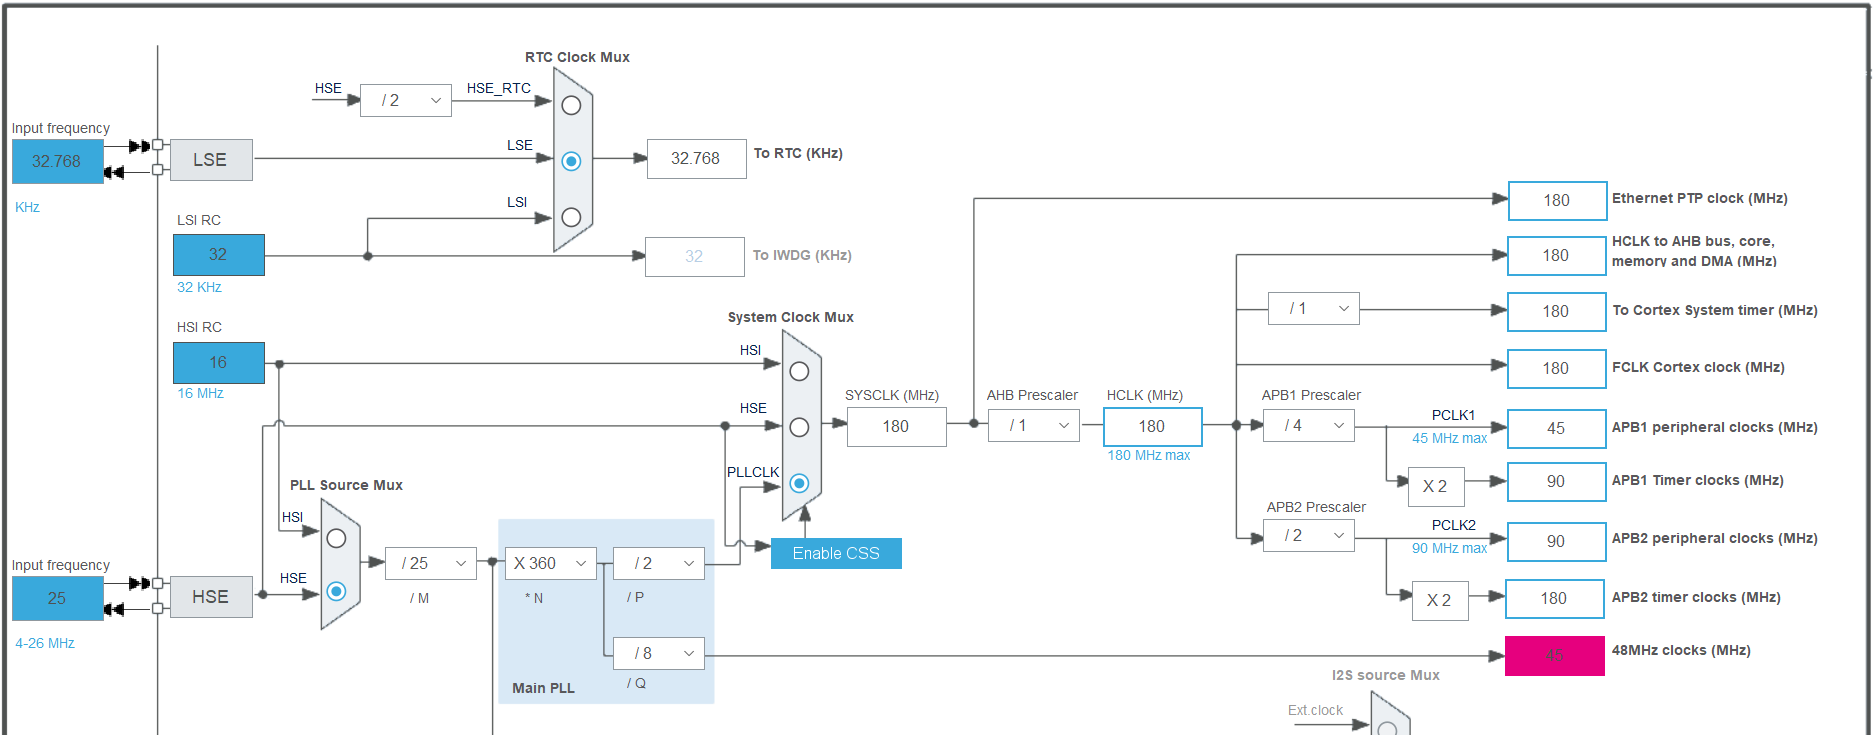 RTC Clock Mux
HSE
/ 2
HSE_RTC
Input frequency
32.768
LSE
LSE
32.768
To RTC (KHz)
KHz
LSI
LSI RC
32
32
To IWDG (KHz)
32 KHz
Ethernet PTP clock (MHz)
180
HCLK to AHB bus, core,
memory and DMA (MHz)
180
HSI RC
16
16 MHz
System Clock Mux
HSI
HSE
PLLCLK
/ 1
180
To Cortex System timer (MHz)
180
FCLK Cortex clock (MHz)
SYSCLK (MHz)
180
AHB Prescaler
/ 1
HCLK (MHz)
180
180 MHz max
APB1 Prescaler
/ 4
PCLK1
45 MHz max
45
APB1 peripheral clocks (MHz)
X 2
90
APB1 Timer clocks (MHz)
APB2 Prescaler
/ 2
PCLK2
90 MHz max
90
APB2 peripheral clocks (MHz)
X 2
180
APB2 timer clocks (MHz)
PLL Source Mux
HSI
HSE
Input frequency
25
HSE
4-26 MHz
/ 25
/ M
X 360
* N
/ 2
/ P
Enable CSS
/ 8
/ Q
Main PLL
45
48MHz clocks (MHz)
I2S source Mux
Ext.clock